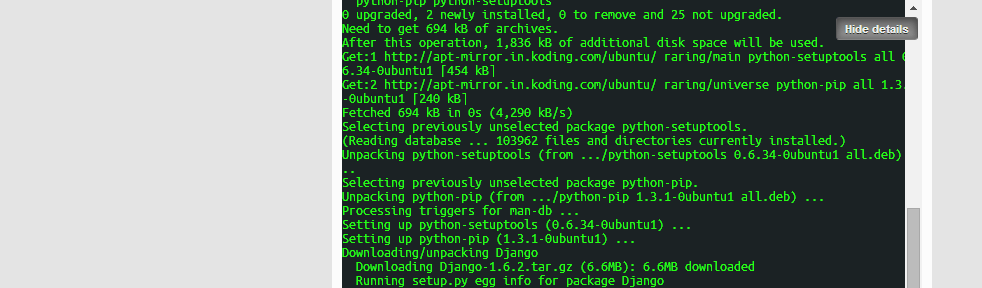 python-pip python-setuptools
0 upgraded, 2 newly installed, 0 to remove and 25 not upgraded.
Need to get 694 kB of archives.
Hide details
After this operation, 1,836 kB of additional disk space will be used.
Get:1 http://apt-mirror.in.koding.com/ubuntu/ raring/main python-setuptools all 0
6.34-0ubuntu1 [454 kB]
Get:2 http://apt-mirror.in.koding.com/ubuntu/ raring/universe python-pip all 1.3.
-0ubuntu1 [240 kB]
Fetched 694 kB in 0s (4,290 kB/s)
Selecting previously unselected package python-setuptools.
(Reading database ... 103962 files and directories currently installed.)
Unpacking python-setuptools (from .../python-setuptools 0.6.34-0ubuntu1 all.deb)
..
Selecting previously unselected package python-pip.
Unpacking python-pip (from .../python-pip 1.3.1-0ubuntu1 all.deb) ...
Processing triggers for man-db ...
Setting up python-setuptools (0.6.34-0ubuntu1) ...
Setting up python-pip (1.3.1-0ubuntu1) ...
Downloading/unpacking Django
Downloading Django-1.6.2.tar.gz (6.6MB): 6.6MB downloaded
Running setup.py egg info for package Django